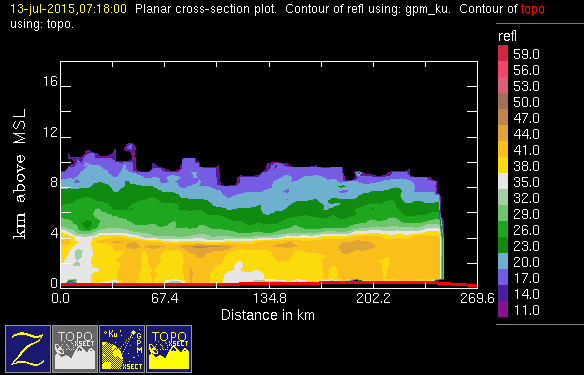 13-jul-2015,07:18:00 Planar cross-section plot. Contour of refl using: gpm_ku. Contour of topo
using: topo.
refl
59.0
56.0
53.0
50.0
47.0
44.0
41.0
38.0
35.0
32.0
29.0
26.0
23.0
20.0
17.0
14.0
11.0
km above MSL
16
12
8
4
0
0.0 67.4 134.8 202.2 269.6
Distance in km
Z
TOPO
XSECT
"Ku"
GPM
XSECT
TOPO
XSECT